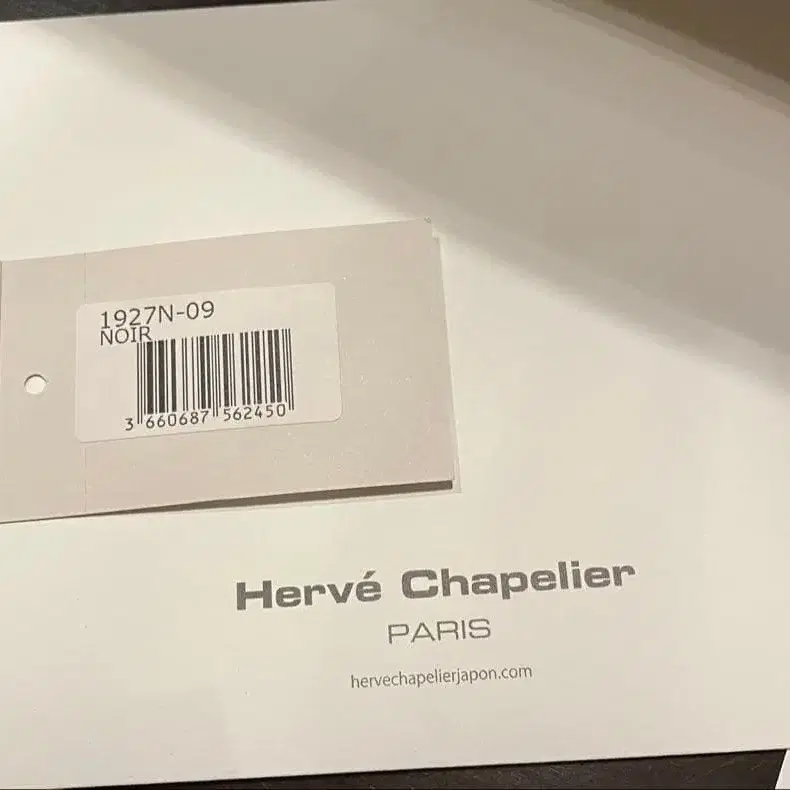 1927N-09
NOIR
3 660687 562450
Hervé Chapelier
PARIS
hervechapelierjapon.com